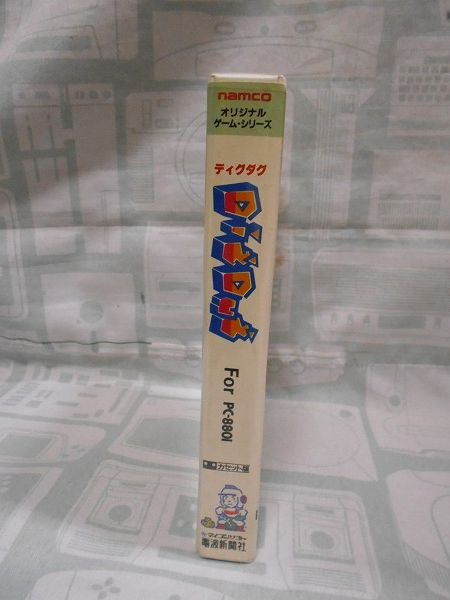 namco
オリジナル
ゲーム・シリーズ
ディグダグ
DigDug
For PC-8801
カセット版
マイコンソフト
電波新聞社